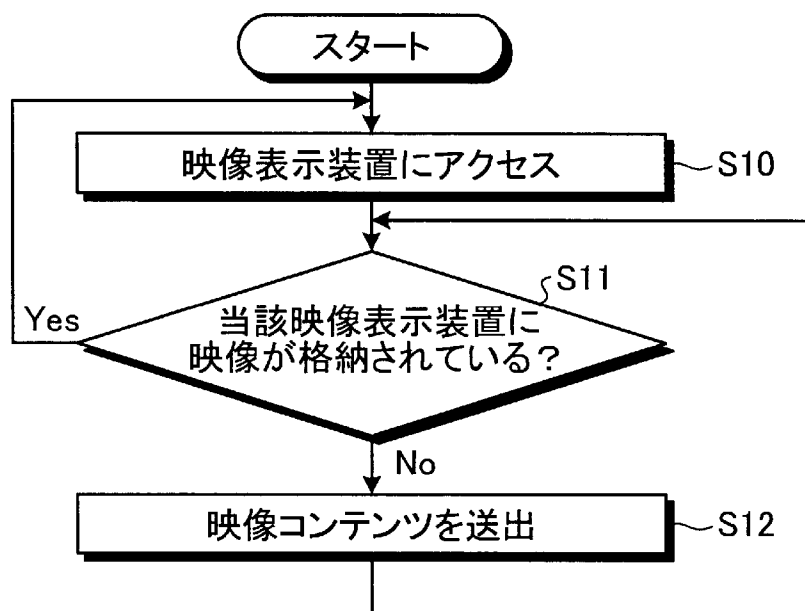 スタート
映像表示装置にアクセス
S10
S11
当該映像表示装置に
映像が格納されている?
Yes
No
映像コンテンツを送出
S12